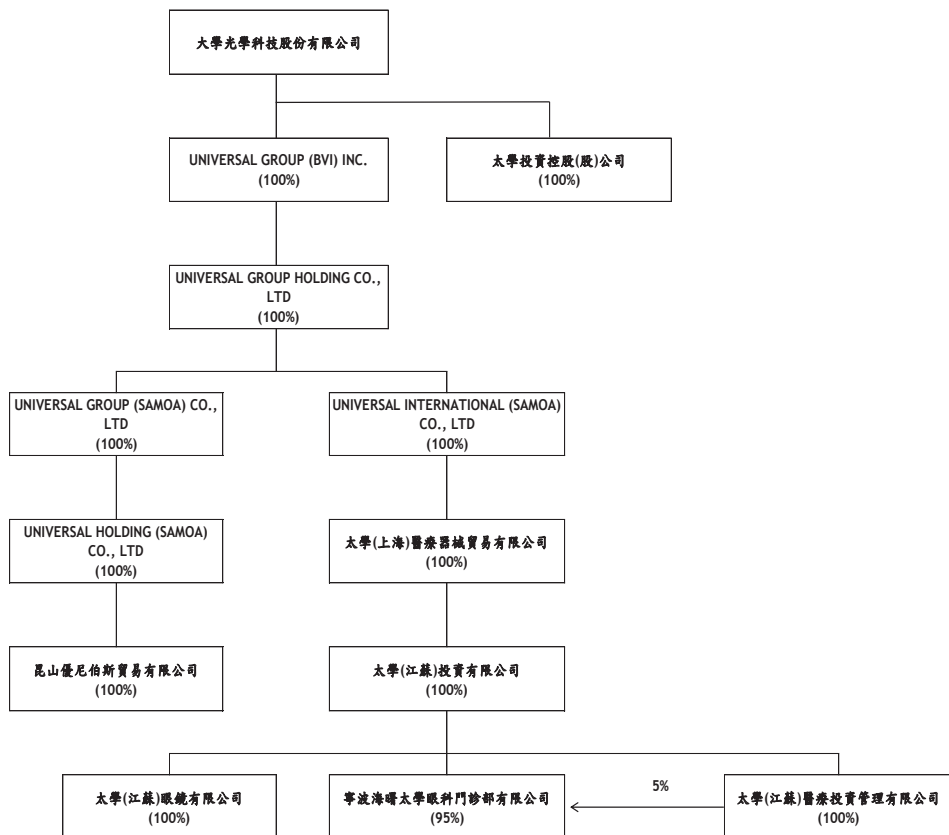 大學光學科技股份有限公司
UNIVERSAL GROUP (BVI) INC.
(100%)
太學投資控股(股)公司
(100%)
UNIVERSAL GROUP HOLDING CO.,
LTD
(100%)
UNIVERSAL GROUP (SAMOA) CO.,
LTD
(100%)
UNIVERSAL INTERNATIONAL (SAMOA)
CO., LTD
(100%)
UNIVERSAL HOLDING (SAMOA)
CO., LTD
(100%)
太學(上海)醫療器械貿易有限公司
(100%)
昆山優尼伯斯貿易有限公司
(100%)
太學(江蘇)投資有限公司
(100%)
太學(江蘇)眼鏡有限公司
(100%)
寧波海曙太學眼科門診部有限公司
(95%)
5%
太學(江蘇)醫療投資管理有限公司
(100%)